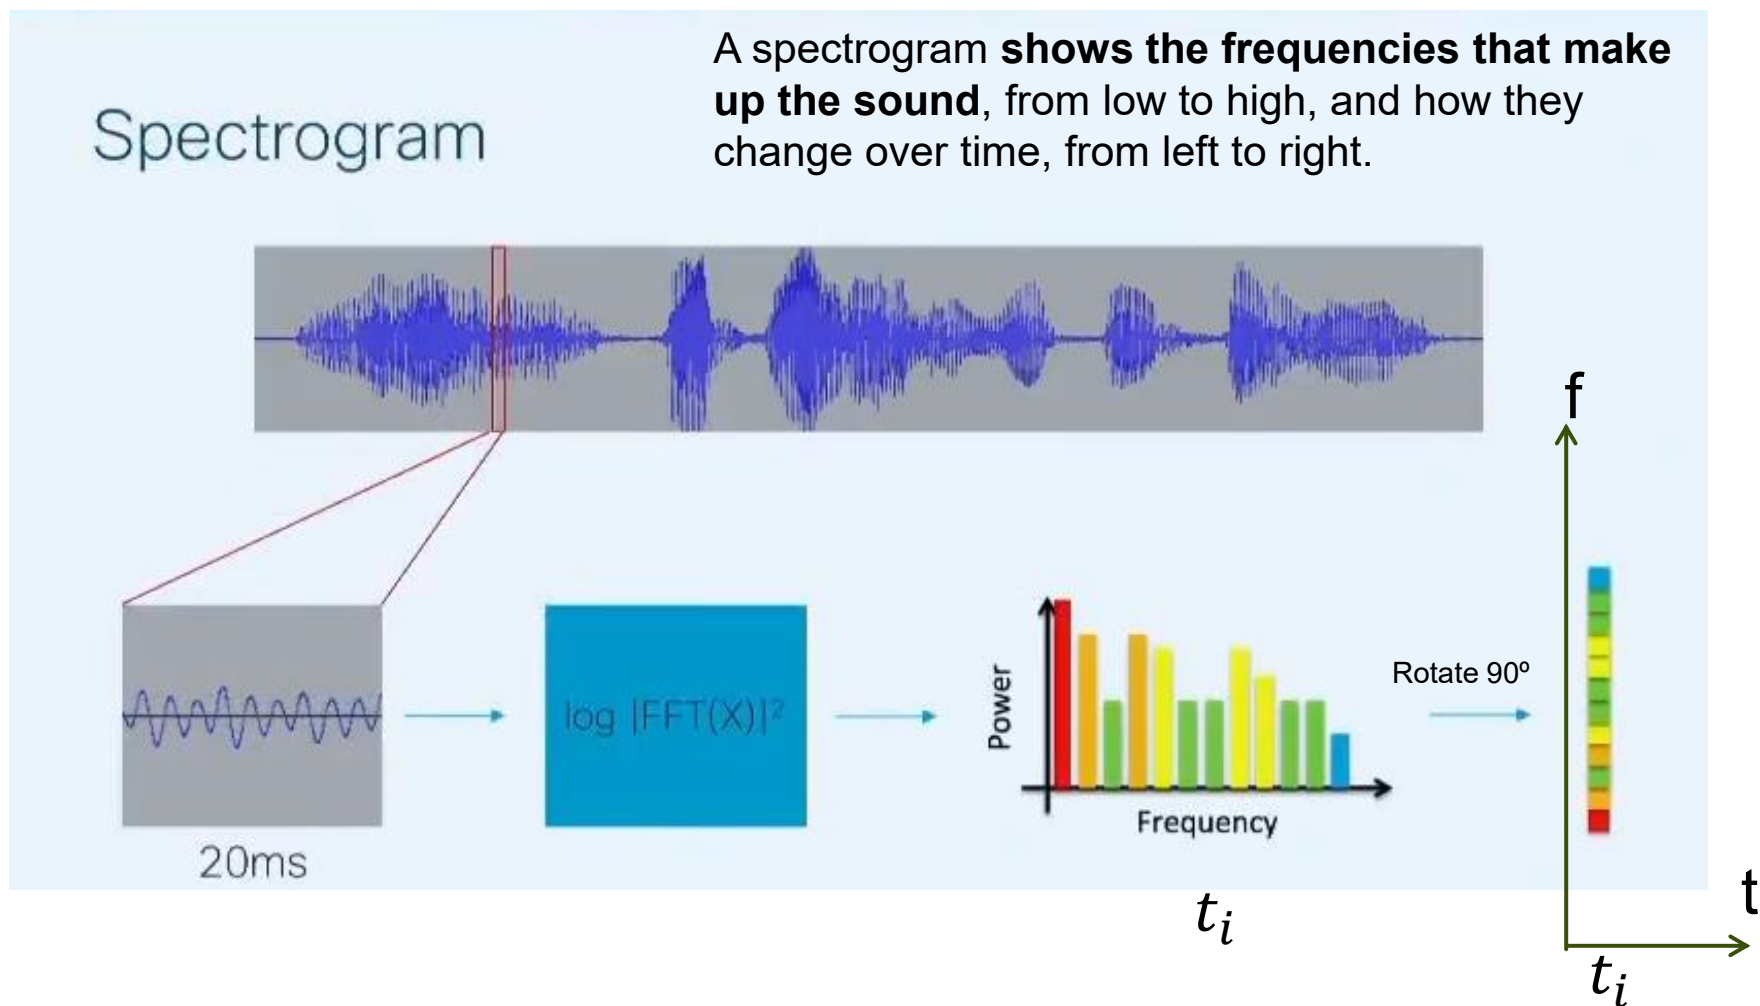 A spectrogram shows the frequencies that make
up the sound, from low to high, and how they
change over time, from left to right.
Spectrogram
f
Rotate 90º
log |FFT(X)|²
Power
Frequency
20ms
t
tᵢ
tᵢ